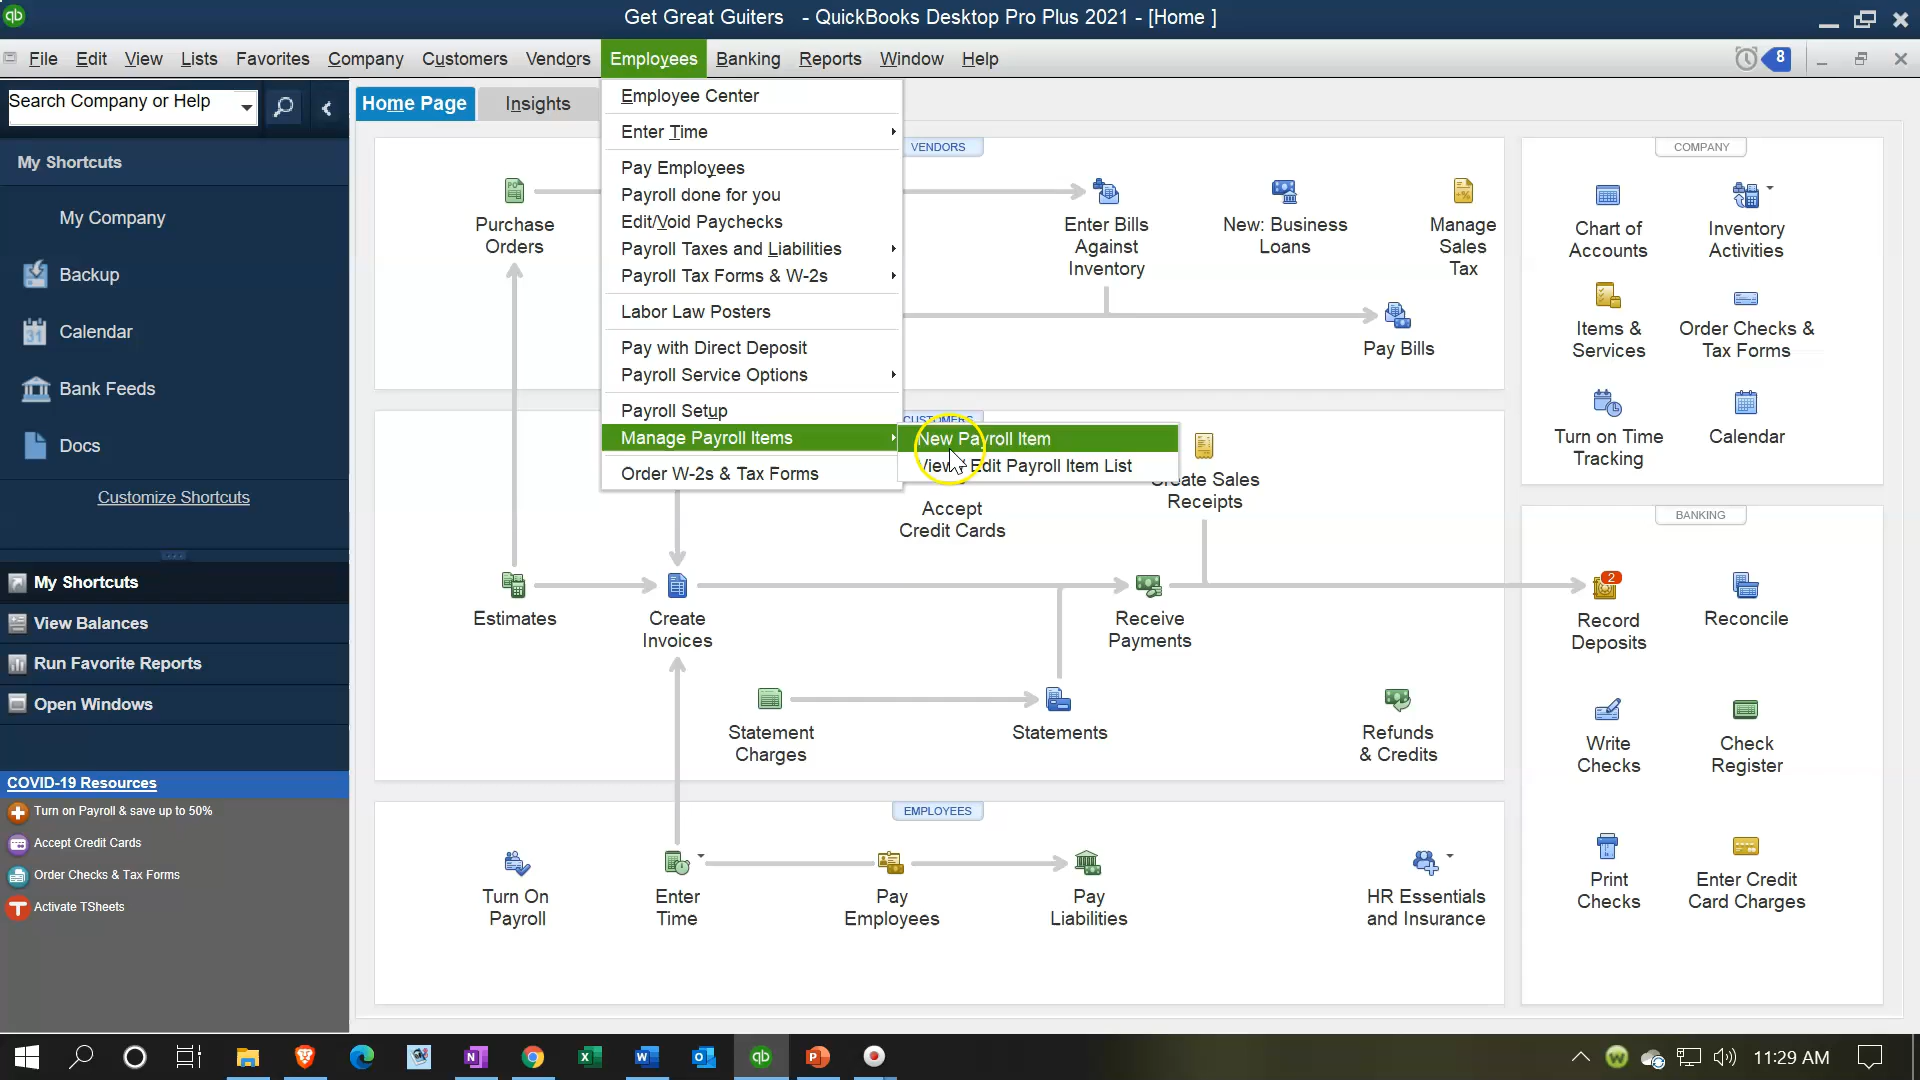 Get Great Guiters - QuickBooks Desktop Pro Plus 2021 - [Home ]
File Edit View Lists Favorites Company Customers Vendors Employees Banking Reports Window Help
8
Search Company or Help
My Shortcuts
My Company
Backup
Calendar
Bank Feeds
Docs
Customize Shortcuts
My Shortcuts
View Balances
Run Favorite Reports
Open Windows
COVID-19 Resources
Turn on Payroll & save up to 50%
Accept Credit Cards
Order Checks & Tax Forms
Activate TSheets
Home Page
Insights
Employee Center
Enter Time
Pay Employees
Payroll done for you
Edit/Void Paychecks
Payroll Taxes and Liabilities
Payroll Tax Forms & W-2s
Labor Law Posters
Pay with Direct Deposit
Payroll Service Options
Payroll Setup
Manage Payroll Items
Order W-2s & Tax Forms
New Payroll Item
Edit Payroll Item List
VENDORS
Purchase
Orders
Enter Bills
Against
Inventory
New: Business
Loans
Manage
Sales
Tax
Pay Bills
CUSTOMERS
Create Sales
Receipts
Accept
Credit Cards
Estimates
Create
Invoices
Receive
Payments
Statement
Charges
Statements
Refunds
& Credits
EMPLOYEES
Turn On
Payroll
Enter
Time
Pay
Employees
Pay
Liabilities
HR Essentials
and Insurance
COMPANY
Chart of
Accounts
Inventory
Activities
Items &
Services
Order Checks &
Tax Forms
Turn on Time
Tracking
Calendar
BANKING
2
Record
Deposits
Reconcile
Write
Checks
Check
Register
Print
Checks
Enter Credit
Card Charges
11:29 AM